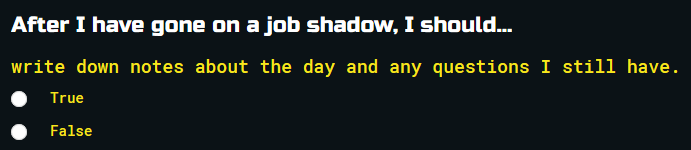 After I have gone on a job shadow, I should...
write down notes about the day and any questions I still have.
True
False